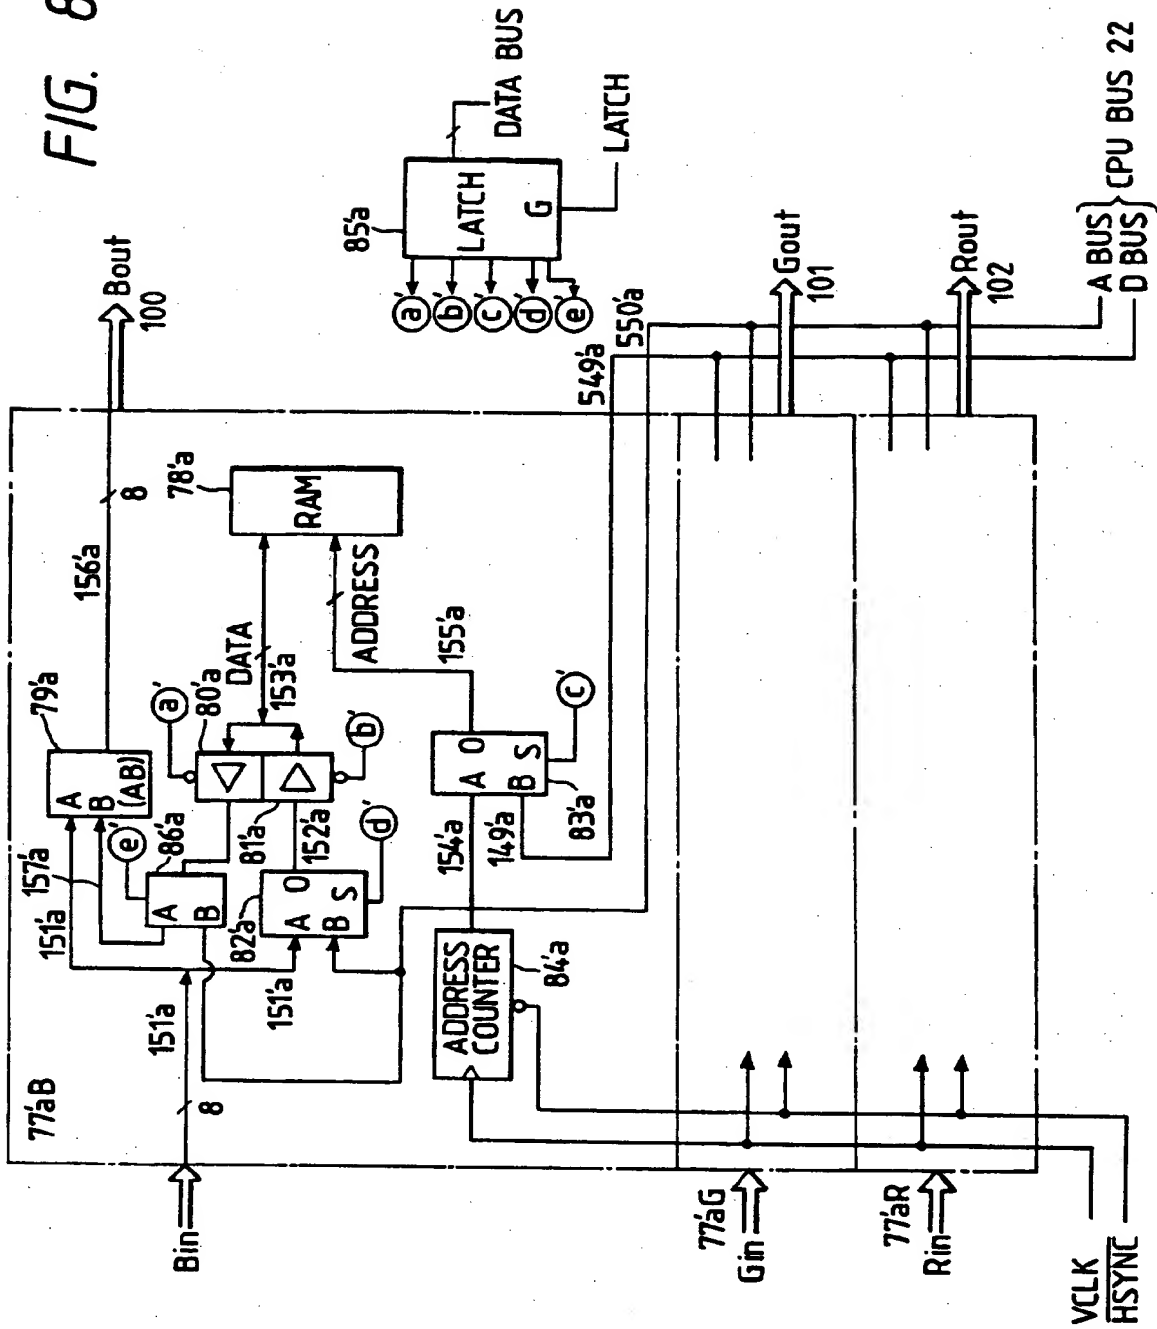 FIG. 8
77'aB
Bin
8
151'a
151'a
157'a
e'
A
B
86'a
79'a
A
B
(AB)
156'a
8
Bout
100
a'
80'a
DATA
153'a
81'a
b'
152'a
82'a
A
B
O
S
d'
151'a
78'a
RAM
ADDRESS
155'a
A
B
O
S
c'
83'a
154'a
149'a
ADDRESS
COUNTER
84'a
85'a
LATCH
G
DATA BUS
LATCH
a'
b'
c'
d'
e'
549'a
550'a
77'aG
Gin
Gout
101
77'aR
Rin
Rout
102
A BUS
D BUS
CPU BUS 22
VCLK
HSYNC